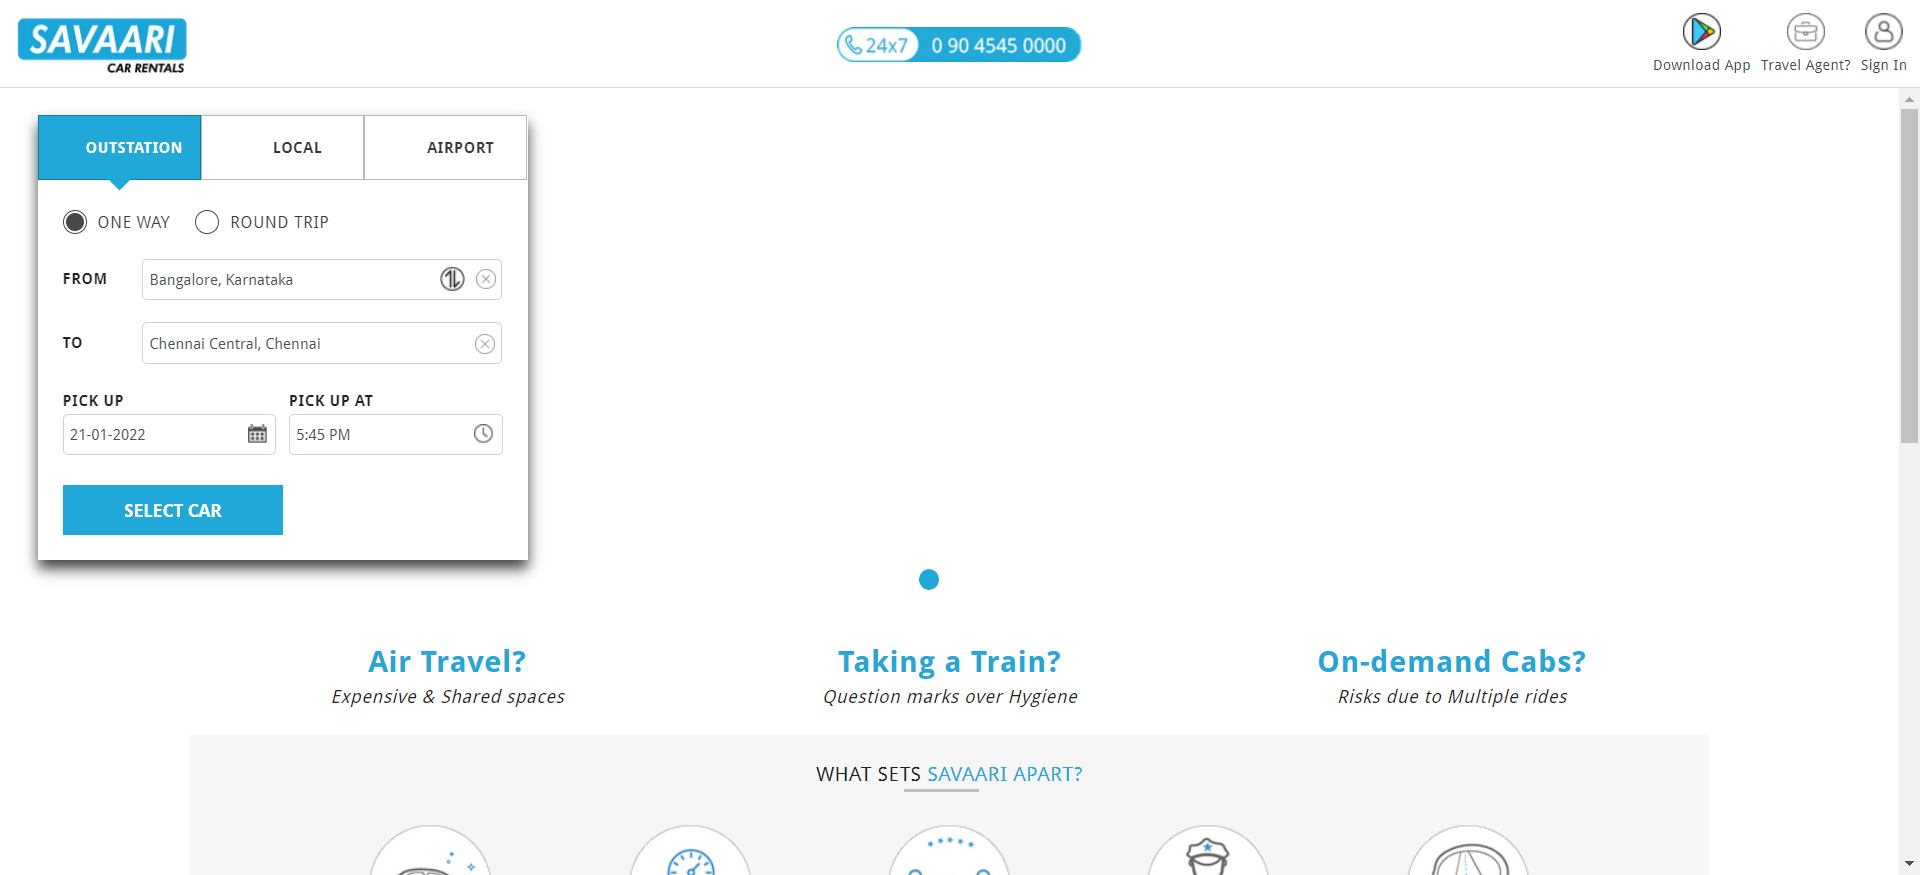 SAVAARI
CAR RENTALS
24x7 0 90 4545 0000
Download App
Travel Agent?
Sign In
OUTSTATION
LOCAL
AIRPORT
ONE WAY
ROUND TRIP
FROM
Bangalore, Karnataka
TO
Chennai Central, Chennai
PICK UP
PICK UP AT
21-01-2022
5:45 PM
SELECT CAR
Air Travel?
Expensive & Shared spaces
Taking a Train?
Question marks over Hygiene
On-demand Cabs?
Risks due to Multiple rides
WHAT SETS SAVAARI APART?